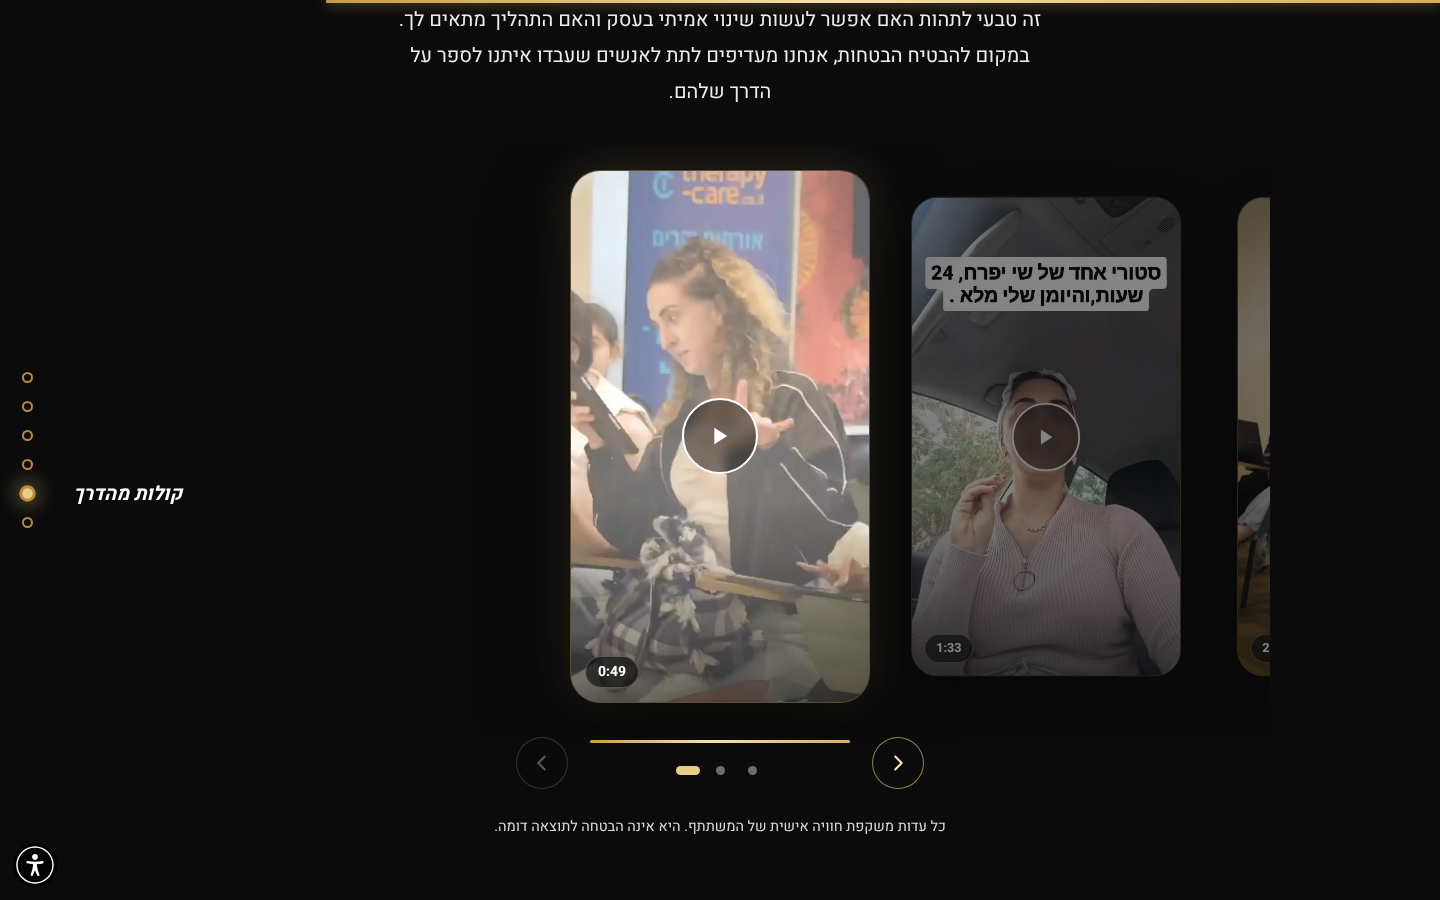 זה טבעי לתהות האם אפשר לעשות שינוי אמיתי בעסק והאם התהליך מתאים לך.
במקום להבטיח הבטחות, אנחנו מעדיפים לתת לאנשים שעבדו איתנו לספר על
הדרך שלהם.
therapy
-care
סטורי אחד של שי יפרח, 24
שעות,והיומן שלי מלא .
קולות מהדרך
0:49
1:33
כל עדות משקפת חוויה אישית של המשתתף. היא אינה הבטחה לתוצאה דומה.